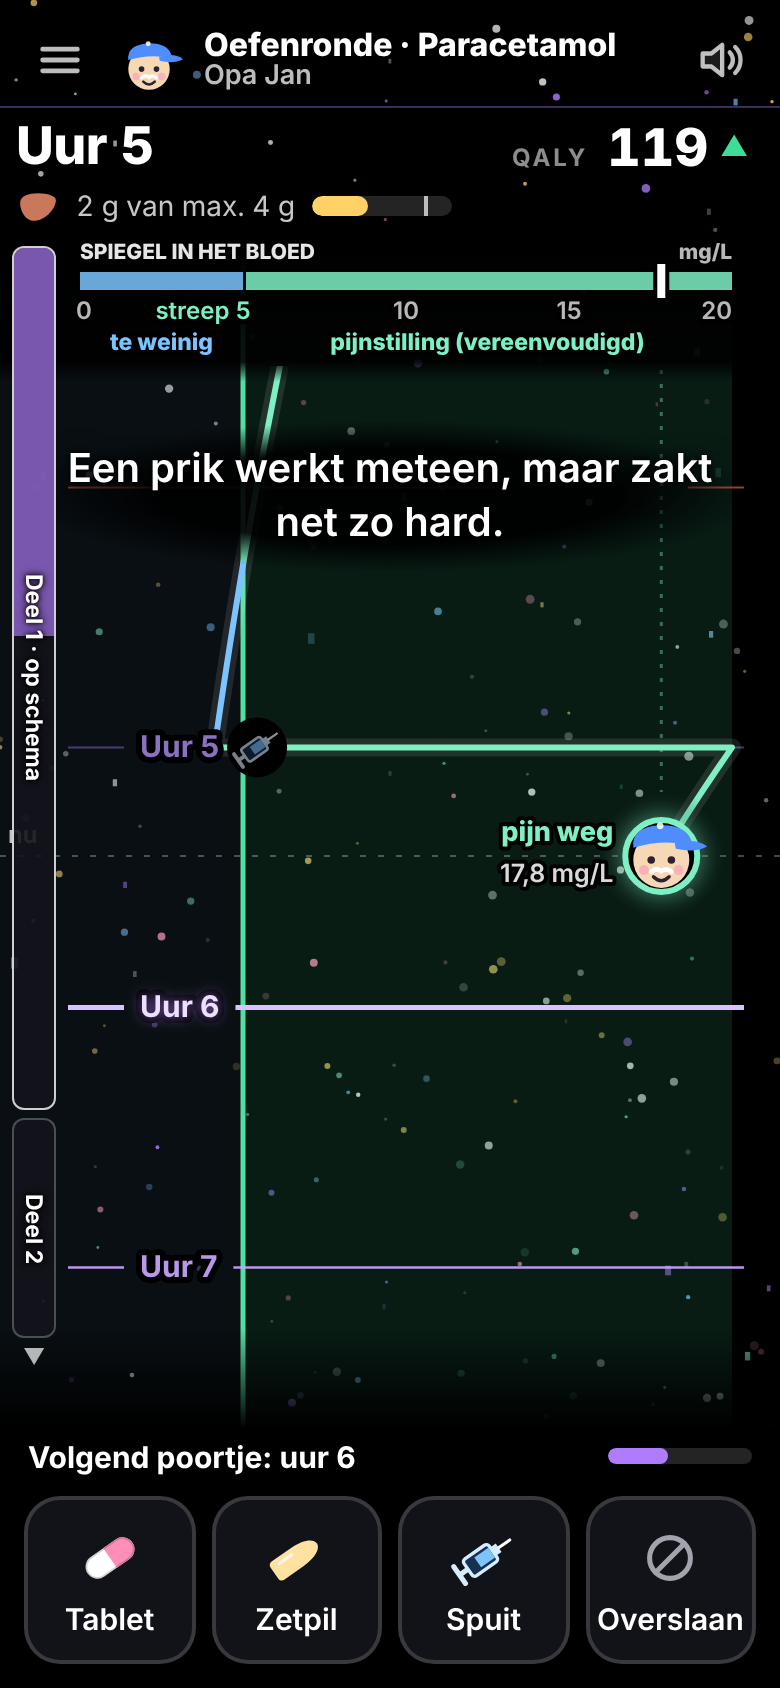 Oefenronde · Paracetamol
Opa Jan
Uur 5
QALY 119
2 g van max. 4 g
SPIEGEL IN HET BLOED
mg/L
0 streep 5 10 15 20
te weinig
pijnstilling (vereenvoudigd)
Een prik werkt meteen, maar zakt
net zo hard.
Deel 1 · op schema
Uur 5
pijn weg
nu
17,8 mg/L
Uur 6
Deel 2
Uur 7
Volgend poortje: uur 6
Tablet
Zetpil
Spuit
Overslaan